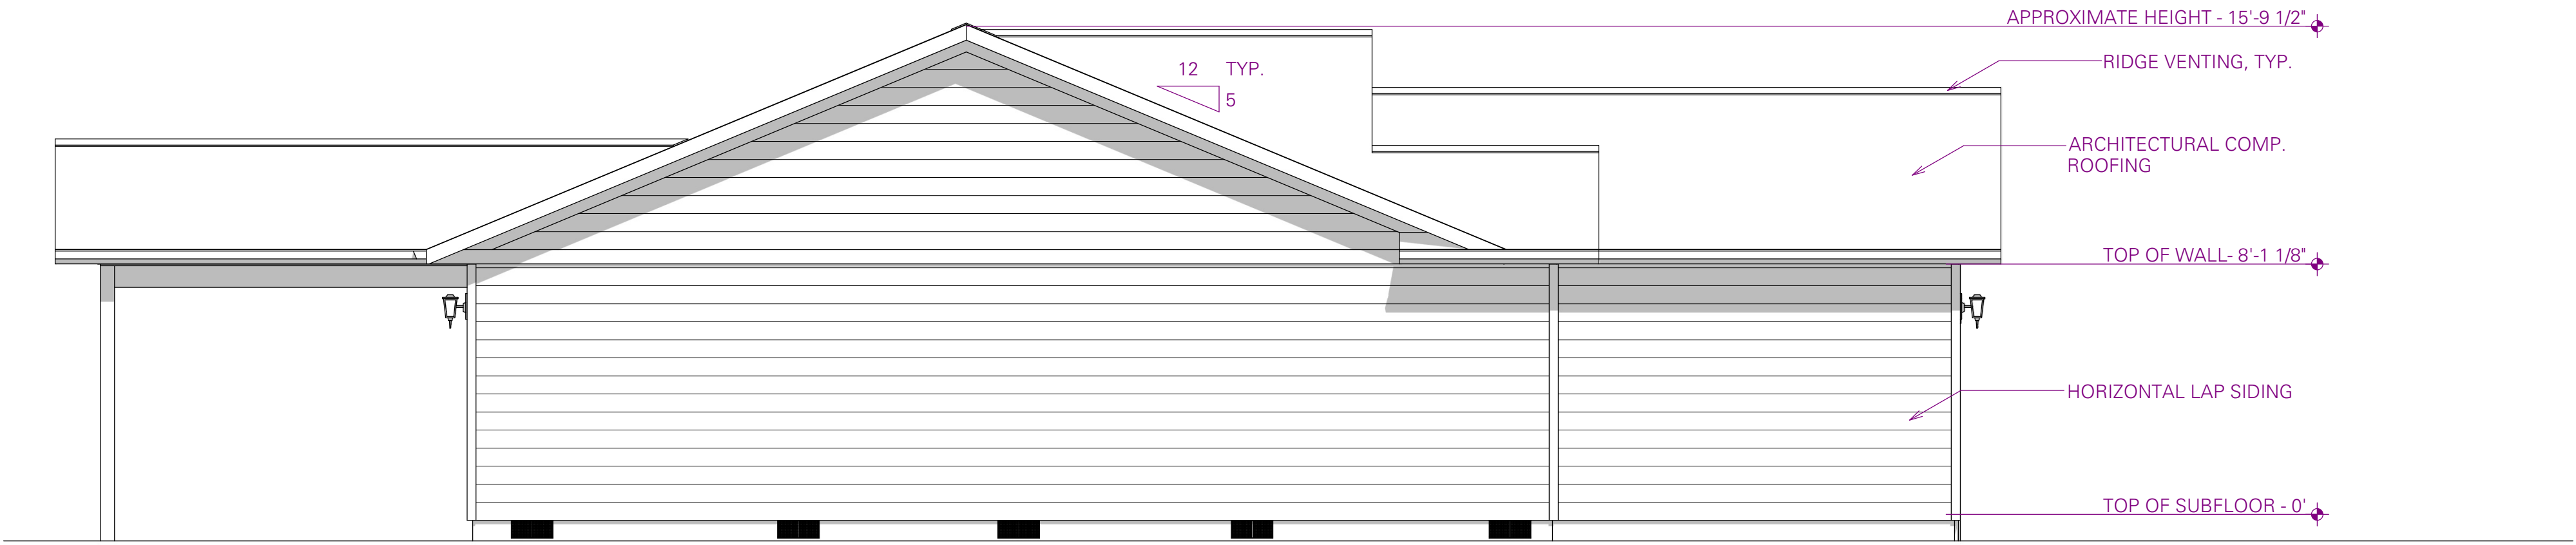 APPROXIMATE HEIGHT - 15'-9 1/2"
RIDGE VENTING, TYP.
12 TYP.
5
ARCHITECTURAL COMP.
ROOFING
TOP OF WALL- 8'-1 1/8"
HORIZONTAL LAP SIDING
TOP OF SUBFLOOR - 0'